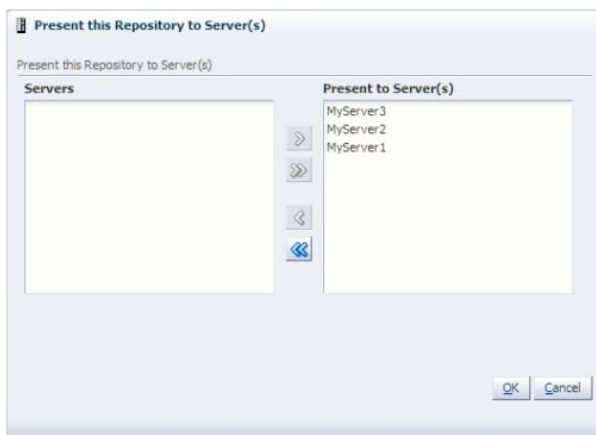 Present this Repository to Server(s)
Present this Repository to Server(s)
Servers
Present to Server(s)
MyServer3
MyServer2
MyServer1
OK
Cancel